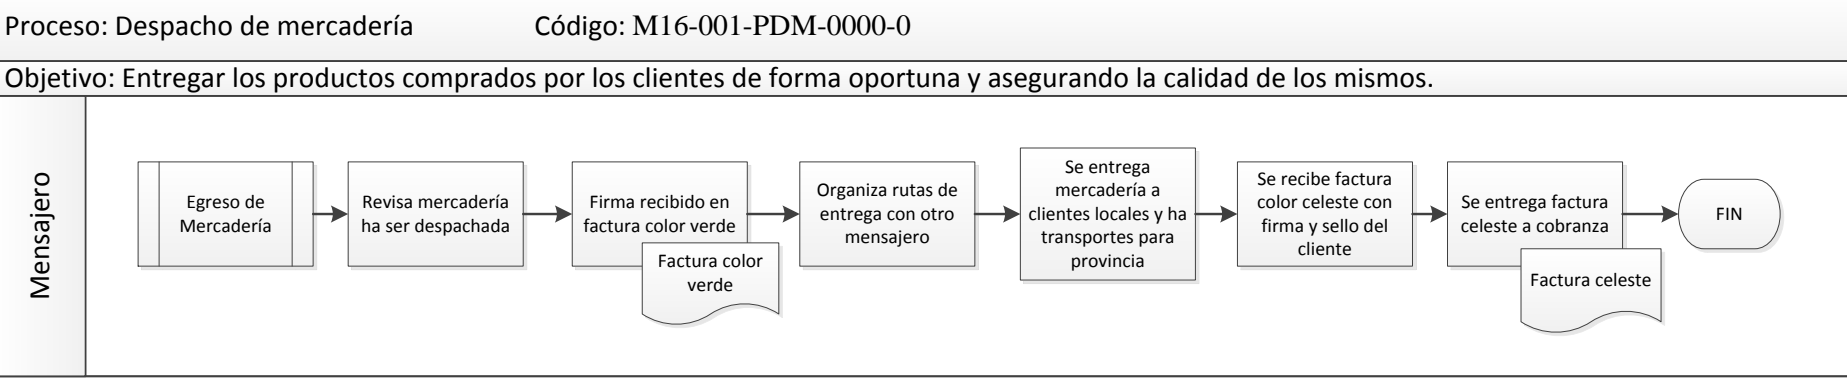 Proceso: Despacho de mercadería Código: M16-001-PDM-0000-0
Objetivo: Entregar los productos comprados por los clientes de forma oportuna y asegurando la calidad de los mismos.
Mensajero
Egreso de
Mercadería
Revisa mercadería
ha ser despachada
Firma recibido en
factura color verde
Factura color
verde
Organiza rutas de
entrega con otro
mensajero
Se entrega
mercadería a
clientes locales y ha
transportes para
provincia
Se recibe factura
color celeste con
firma y sello del
cliente
Se entrega factura
celeste a cobranza
Factura celeste
FIN